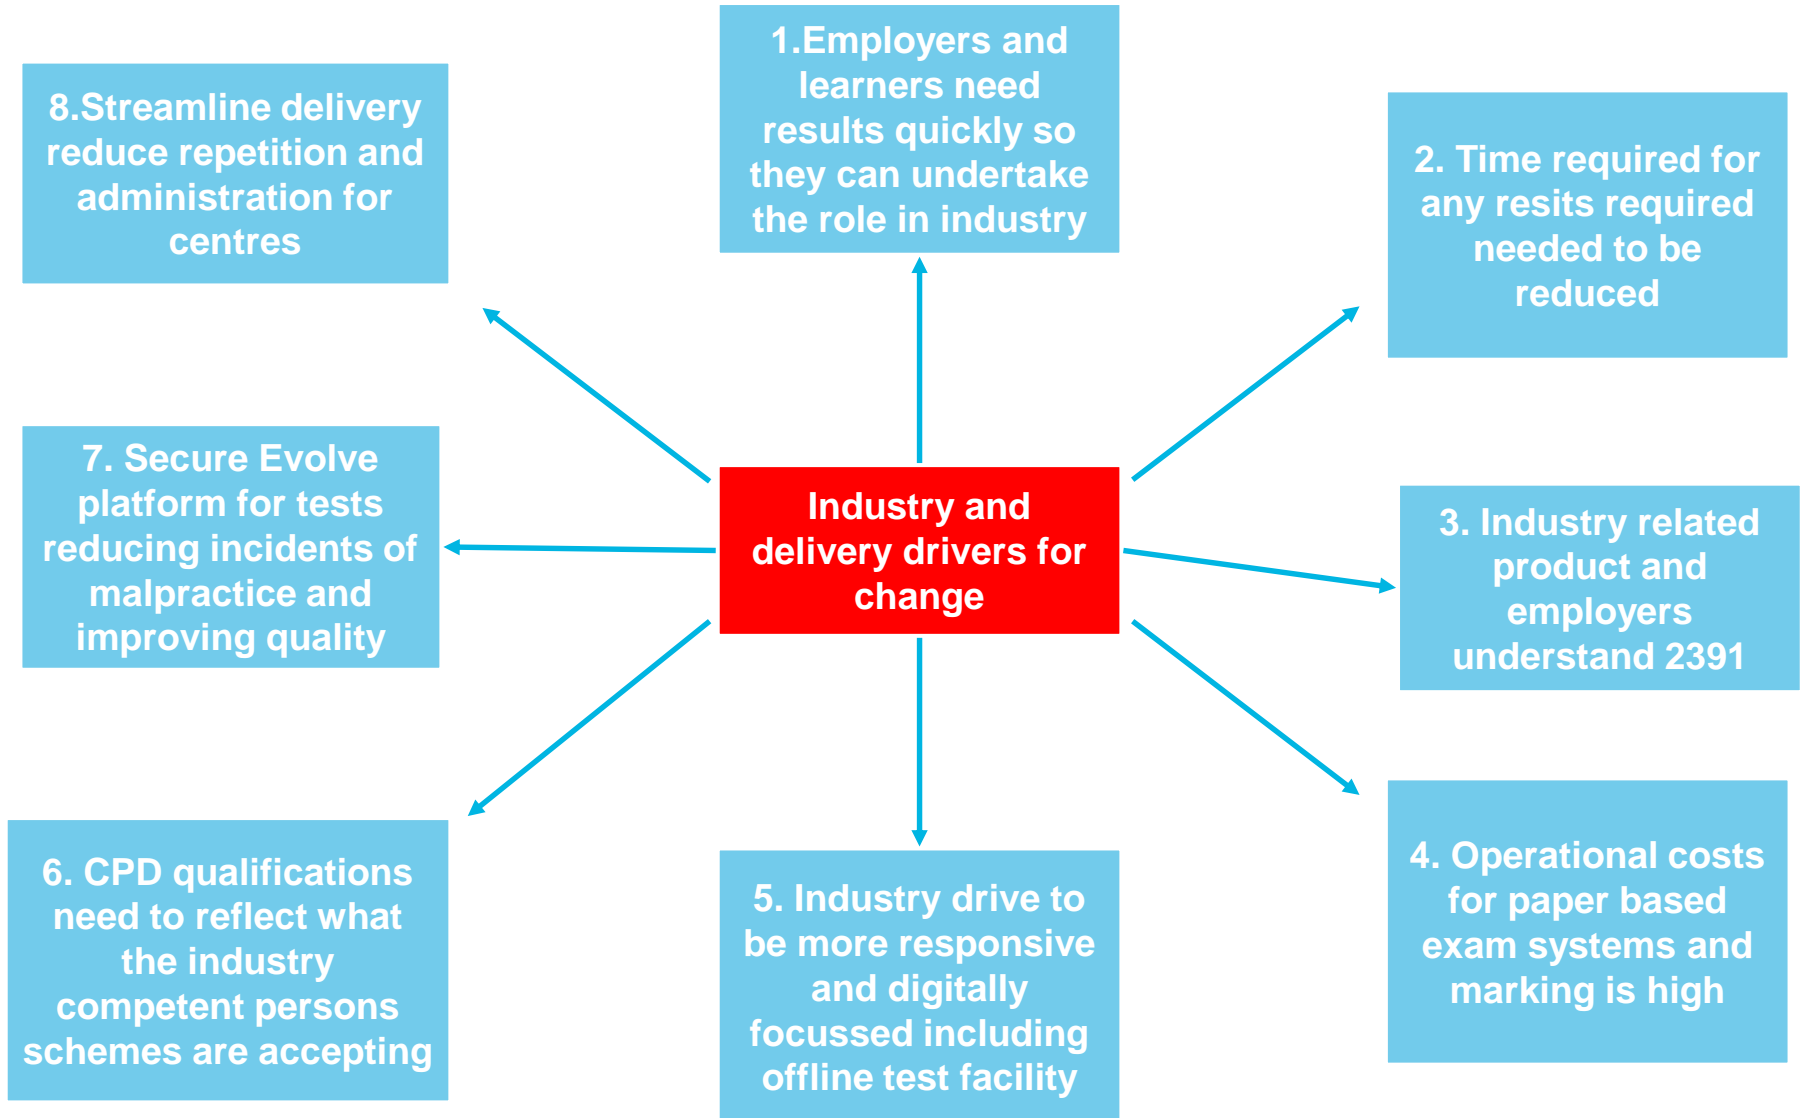 1.Employers and
learners need
results quickly so
they can undertake
the role in industry
2. Time required for
any resits required
needed to be
reduced
3. Industry related
product and
employers
understand 2391
4. Operational costs
for paper based
exam systems and
marking is high
5. Industry drive to
be more responsive
and digitally
focussed including
offline test facility
6. CPD qualifications
need to reflect what
the industry
competent persons
schemes are accepting
7. Secure Evolve
platform for tests
reducing incidents of
malpractice and
improving quality
8.Streamline delivery
reduce repetition and
administration for
centres
Industry and
delivery drivers for
change